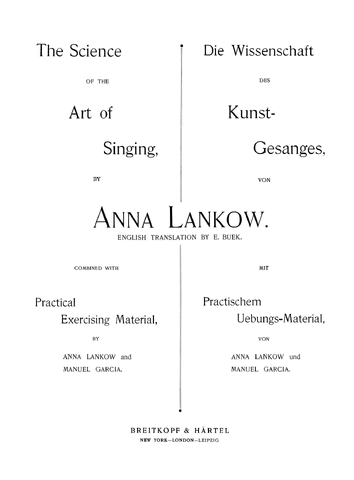 The Science
OF THE
Art of
Singing,
BY
Die Wissenschaft
DES
Kunst-
Gesanges,
VON
ANNA LANKOW.
ENGLISH TRANSLATION BY E. BUEK.
COMBINED WITH
Practical
Exercising Material,
BY
ANNA LANKOW and
MANUEL GARCIA.
MIT
Practischem
Uebungs-Material,
VON
ANNA LANKOW und
MANUEL GARCIA.
BREITKOPF & HÄRTEL
NEW YORK—LONDON—LEIPZIG